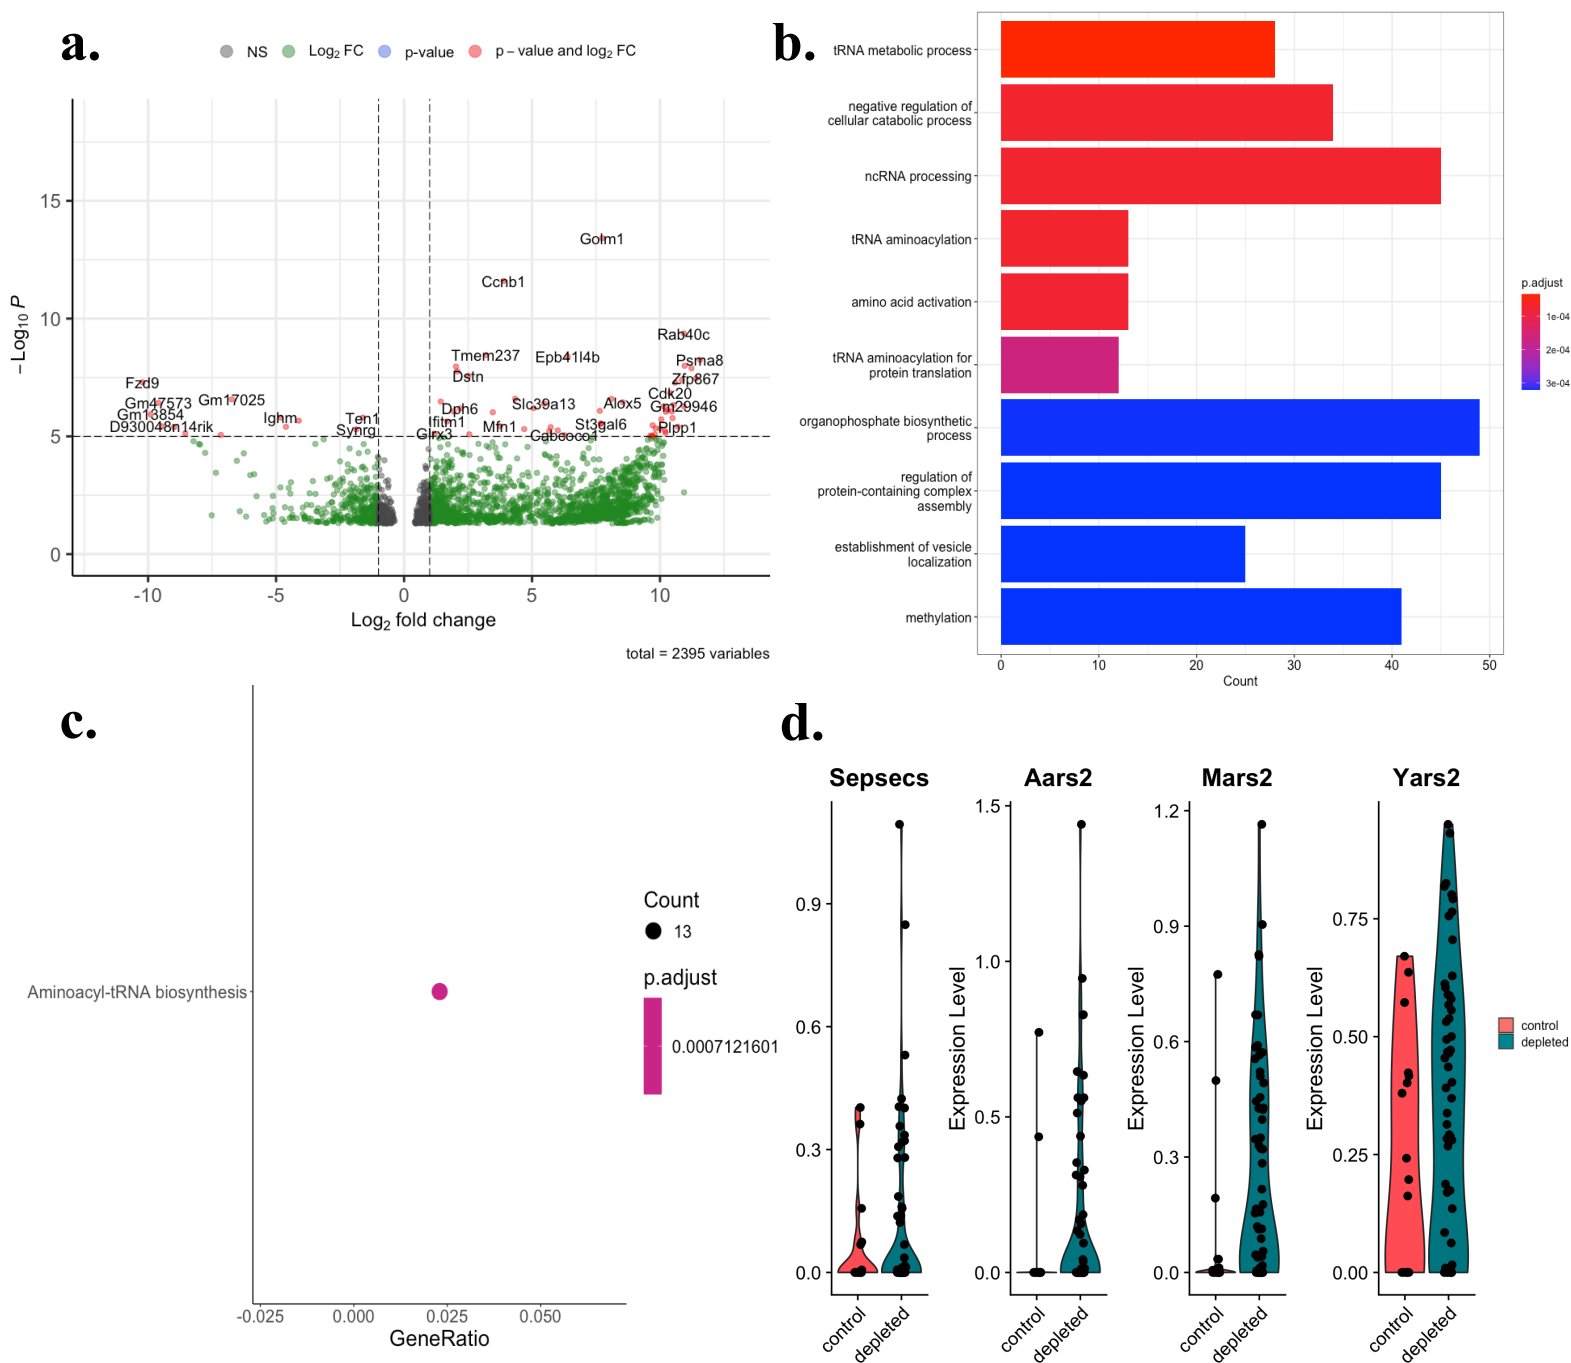 a.
NS
Log2 FC
p-value
p – value and log2 FC
15
10
5
0
−Log10 P
Golm1
Ccnb1
Rab40c
Tmem237
Epb41l4b
Psma8
Dstn
Zfp867
Fzd9
Cdk20
Gm47573
Gm17025
Slc39a13
Alox5
Gm29946
Gm13854
Ighm
Ten1
Dph6
Ifitm1
D930048n14rik
Synrg
Mfn1
St3gal6
Plpp1
Glrx3
Cabcoco1
-10
-5
0
5
10
Log2 fold change
total = 2395 variables
b.
tRNA metabolic process
negative regulation of
cellular catabolic process
ncRNA processing
tRNA aminoacylation
amino acid activation
tRNA aminoacylation for
protein translation
organophosphate biosynthetic
process
regulation of
protein-containing complex
assembly
establishment of vesicle
localization
methylation
0
10
20
30
40
50
Count
p.adjust
1e-04
2e-04
3e-04
c.
Aminoacyl-tRNA biosynthesis
-0.025
0.000
0.025
0.050
GeneRatio
Count
13
p.adjust
0.0007121601
d.
Sepsecs
0.9
0.6
0.3
0.0
control
depleted
Aars2
Expression Level
1.5
1.0
0.5
0.0
control
depleted
Mars2
Expression Level
1.2
0.9
0.6
0.3
0.0
control
depleted
Yars2
Expression Level
0.75
0.50
0.25
0.00
control
depleted
control
depleted